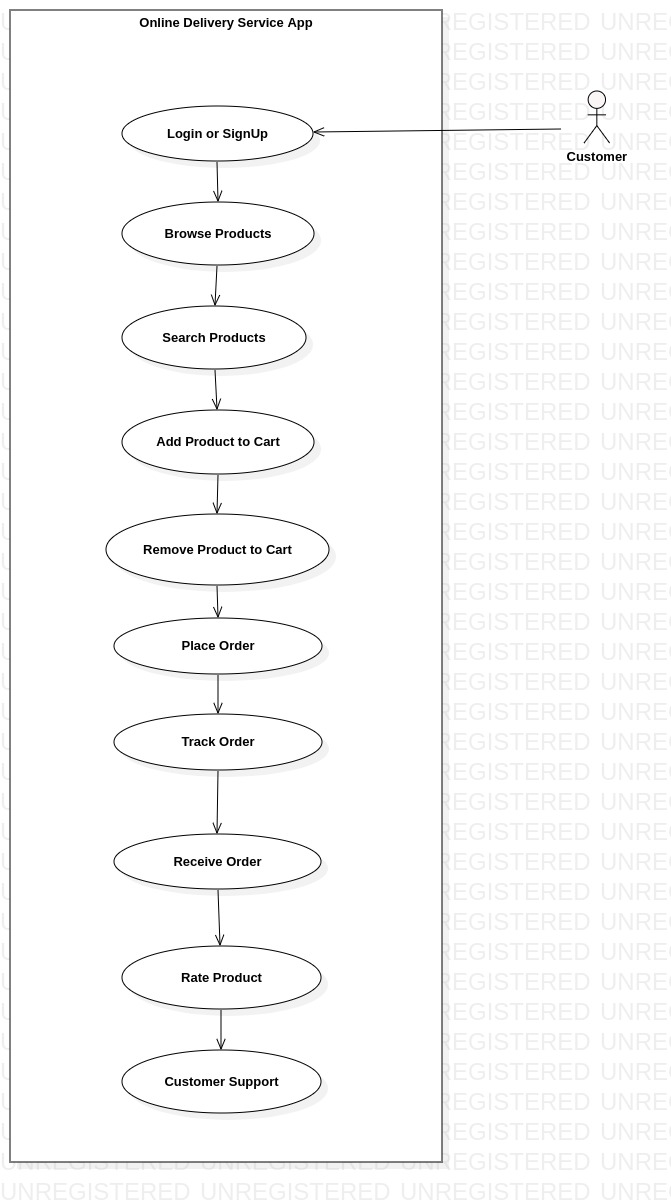 Online Delivery Service App
Login or SignUp
Customer
Browse Products
Search Products
Add Product to Cart
Remove Product to Cart
Place Order
Track Order
Receive Order
Rate Product
Customer Support
UNREGISTERED UNREGISTERED UNREGISTERED